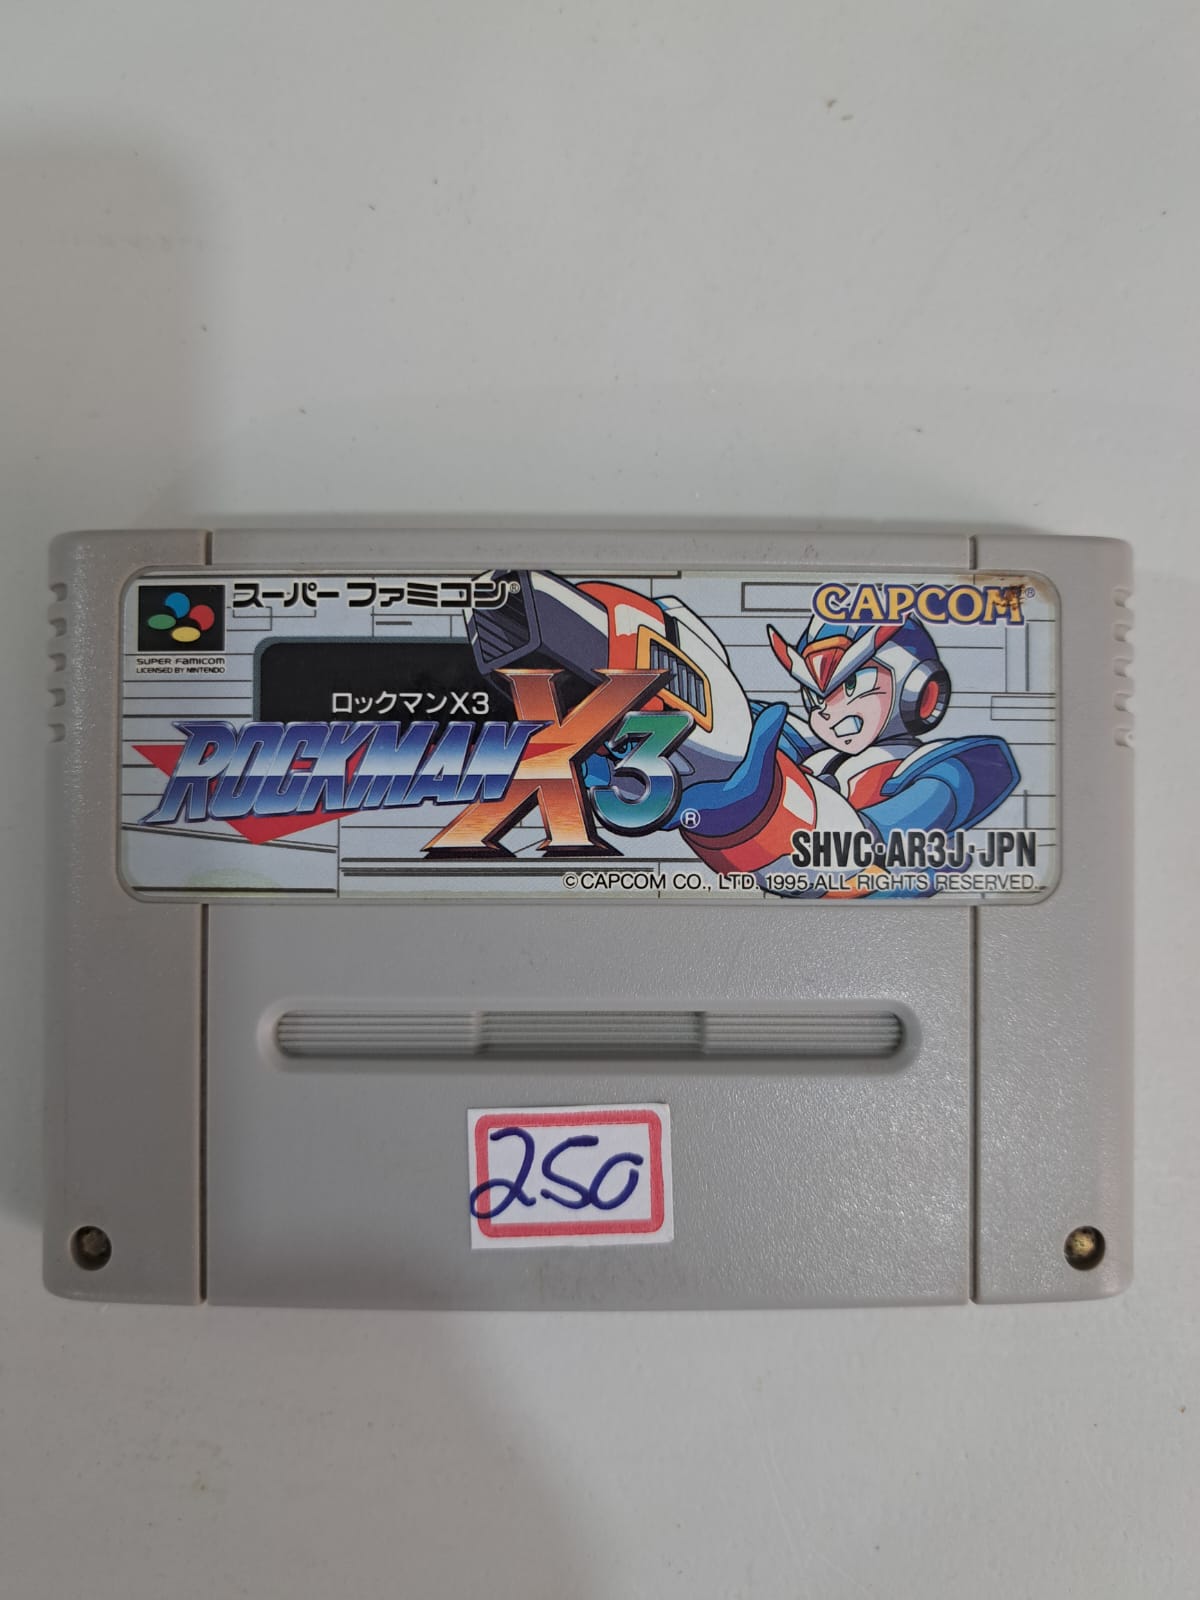 スーパーファミコン®
CAPCOM®
SUPER FAMICOM
LICENSED BY NINTENDO
ロックマンX3
ROCKMAN X3®
SHVC-AR3J-JPN
©CAPCOM CO., LTD. 1995 ALL RIGHTS RESERVED.
250